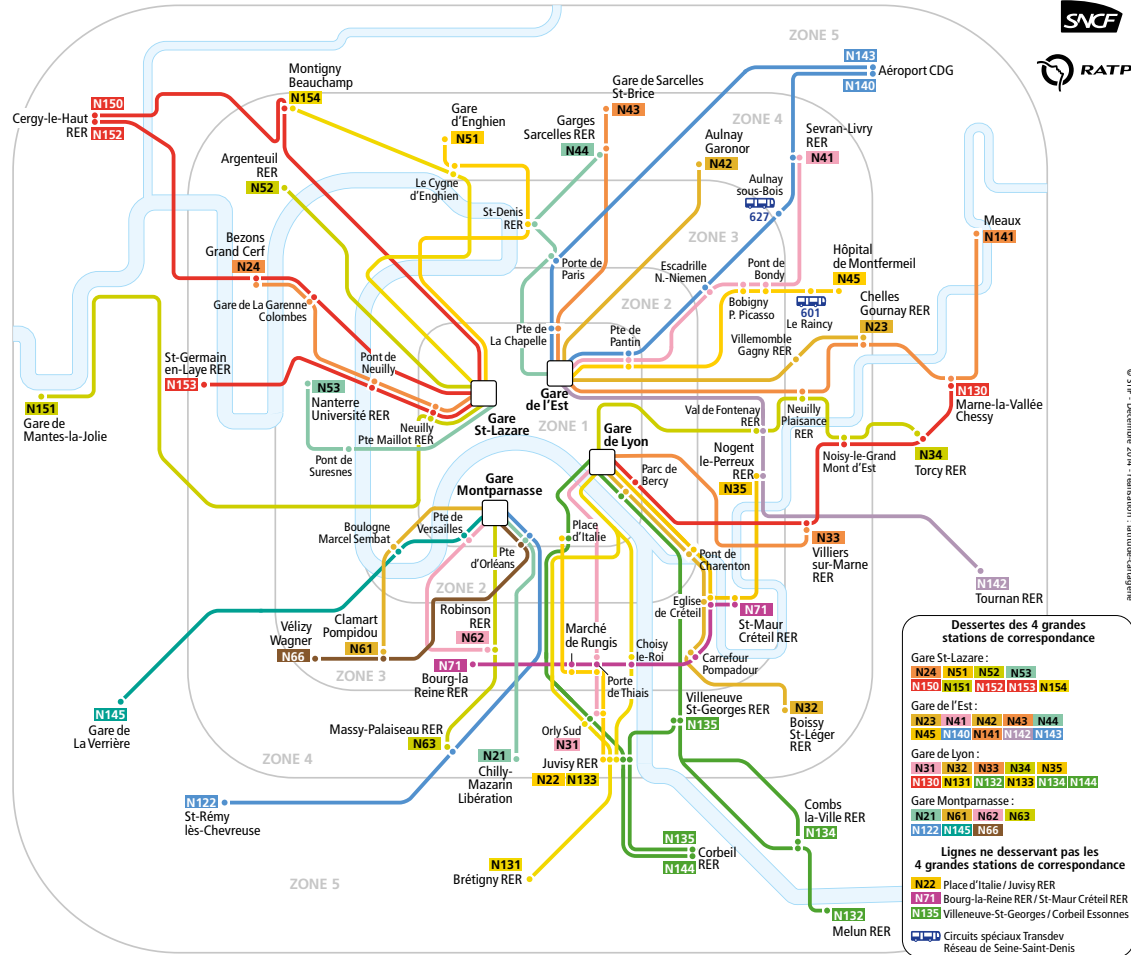 SNCF
RATP
ZONE 5
N143
Aéroport CDG
N140
Montigny
Beauchamp
N154
N150
Cergy-le-Haut
RER
N152
Gare
d'Enghien
N51
Gare de Sarcelles
St-Brice
N43
Garges
Sarcelles RER
N44
ZONE 4
Aulnay
Garonor
N42
Sevran-Livry
RER
N41
Argenteuil
RER
N52
Le Cygne
d'Enghien
Aulnay
sous-Bois
627
St-Denis
RER
Meaux
N141
Bezons
Grand Cerf
N24
ZONE 3
Porte de
Paris
Escadrille
N.-Niemen
Pont de
Bondy
Hôpital
de Montfermeil
N45
Gare de La Garenne
Colombes
ZONE 2
Bobigny
P. Picasso
601
Le Raincy
Chelles
Gournay RER
N23
Pte de
La Chapelle
Pte de
Pantin
Villemomble
Gagny RER
St-Germain
en-Laye RER
N153
Pont de
Neuilly
N53
Nanterre
Université RER
Gare
de l'Est
N130
Marne-la-Vallée
Chessy
N151
Gare de
Mantes-la-Jolie
Neuilly
Pte Maillot RER
Gare
St-Lazare
ZONE 1
Gare
de Lyon
Val de Fontenay
RER
Neuilly
Plaisance
RER
Pont de
Suresnes
Noisy-le-Grand
Mont d'Est
N34
Torcy RER
Nogent
le-Perreux
RER
N35
Parc de
Bercy
Gare
Montparnasse
Boulogne
Marcel Sembat
Pte de
Versailles
Place
d'Italie
Pte
d'Orléans
N33
Villiers
sur-Marne
RER
Pont de
Charenton
N142
Tournan RER
ZONE 2
Robinson
RER
N62
Eglise
de Créteil
N71
St-Maur
Créteil RER
Vélizy
Wagner
N66
Clamart
Pompidou
N61
Marché
de Rungis
Choisy
le-Roi
Carrefour
Pompadour
ZONE 3
N71
Bourg-la
Reine RER
Porte
de Thiais
N145
Gare de
La Verrière
Villeneuve
St-Georges RER
N135
N32
Boissy
St-Léger
RER
Massy-Palaiseau RER
N63
Orly Sud
N31
ZONE 4
N21
Chilly-
Mazarin
Libération
Juvisy RER
N22 N133
N122
St-Rémy
lès-Chevreuse
Combs
la-Ville RER
N134
N135
Corbeil
RER
N144
N131
Brétigny RER
ZONE 5
N132
Melun RER
Dessertes des 4 grandes
stations de correspondance
Gare St-Lazare :
N24 N51 N52 N53
N150 N151 N152 N153 N154
Gare de l'Est :
N23 N41 N42 N43 N44
N45 N140 N141 N142 N143
Gare de Lyon :
N31 N32 N33 N34 N35
N130 N131 N132 N133 N134 N144
Gare Montparnasse :
N21 N61 N62 N63
N122 N145 N66
Lignes ne desservant pas les
4 grandes stations de correspondance
N22 Place d'Italie / Juvisy RER
N71 Bourg-la-Reine RER / St-Maur Créteil RER
N135 Villeneuve-St-Georges / Corbeil Essonnes
Circuits spéciaux Transdev
Réseau de Seine-Saint-Denis